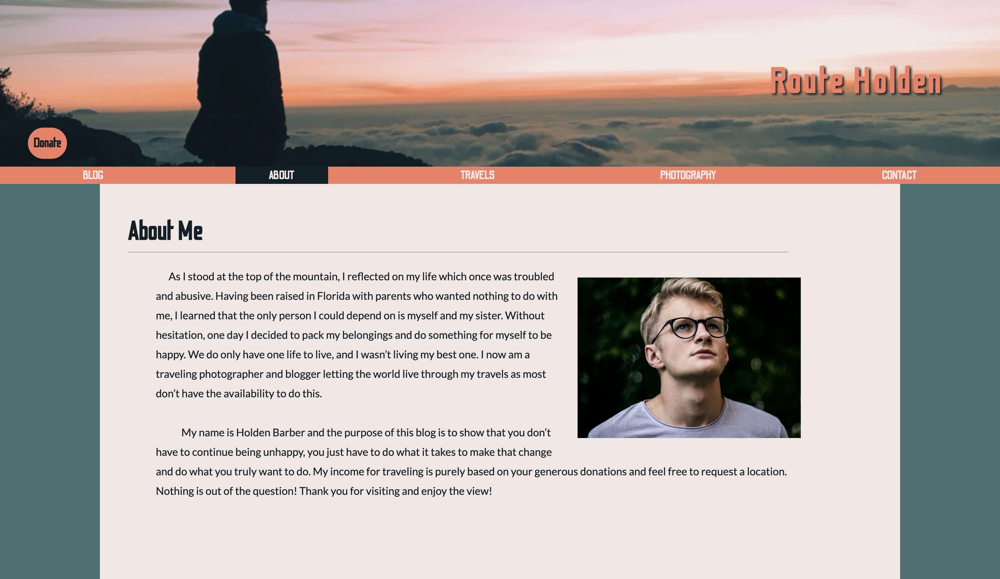 Route Holden
Donate
BLOG
ABOUT
TRAVELS
PHOTOGRAPHY
CONTACT
About Me
As I stood at the top of the mountain, I reflected on my life which once was troubled
and abusive. Having been raised in Florida with parents who wanted nothing to do with
me, I learned that the only person I could depend on is myself and my sister. Without
hesitation, one day I decided to pack my belongings and do something for myself to be
happy. We do only have one life to live, and I wasn’t living my best one. I now am a
traveling photographer and blogger letting the world live through my travels as most
don’t have the availability to do this.
My name is Holden Barber and the purpose of this blog is to show that you don’t
have to continue being unhappy, you just have to do what it takes to make that change
and do what you truly want to do. My income for traveling is purely based on your generous donations and feel free to request a location.
Nothing is out of the question! Thank you for visiting and enjoy the view!